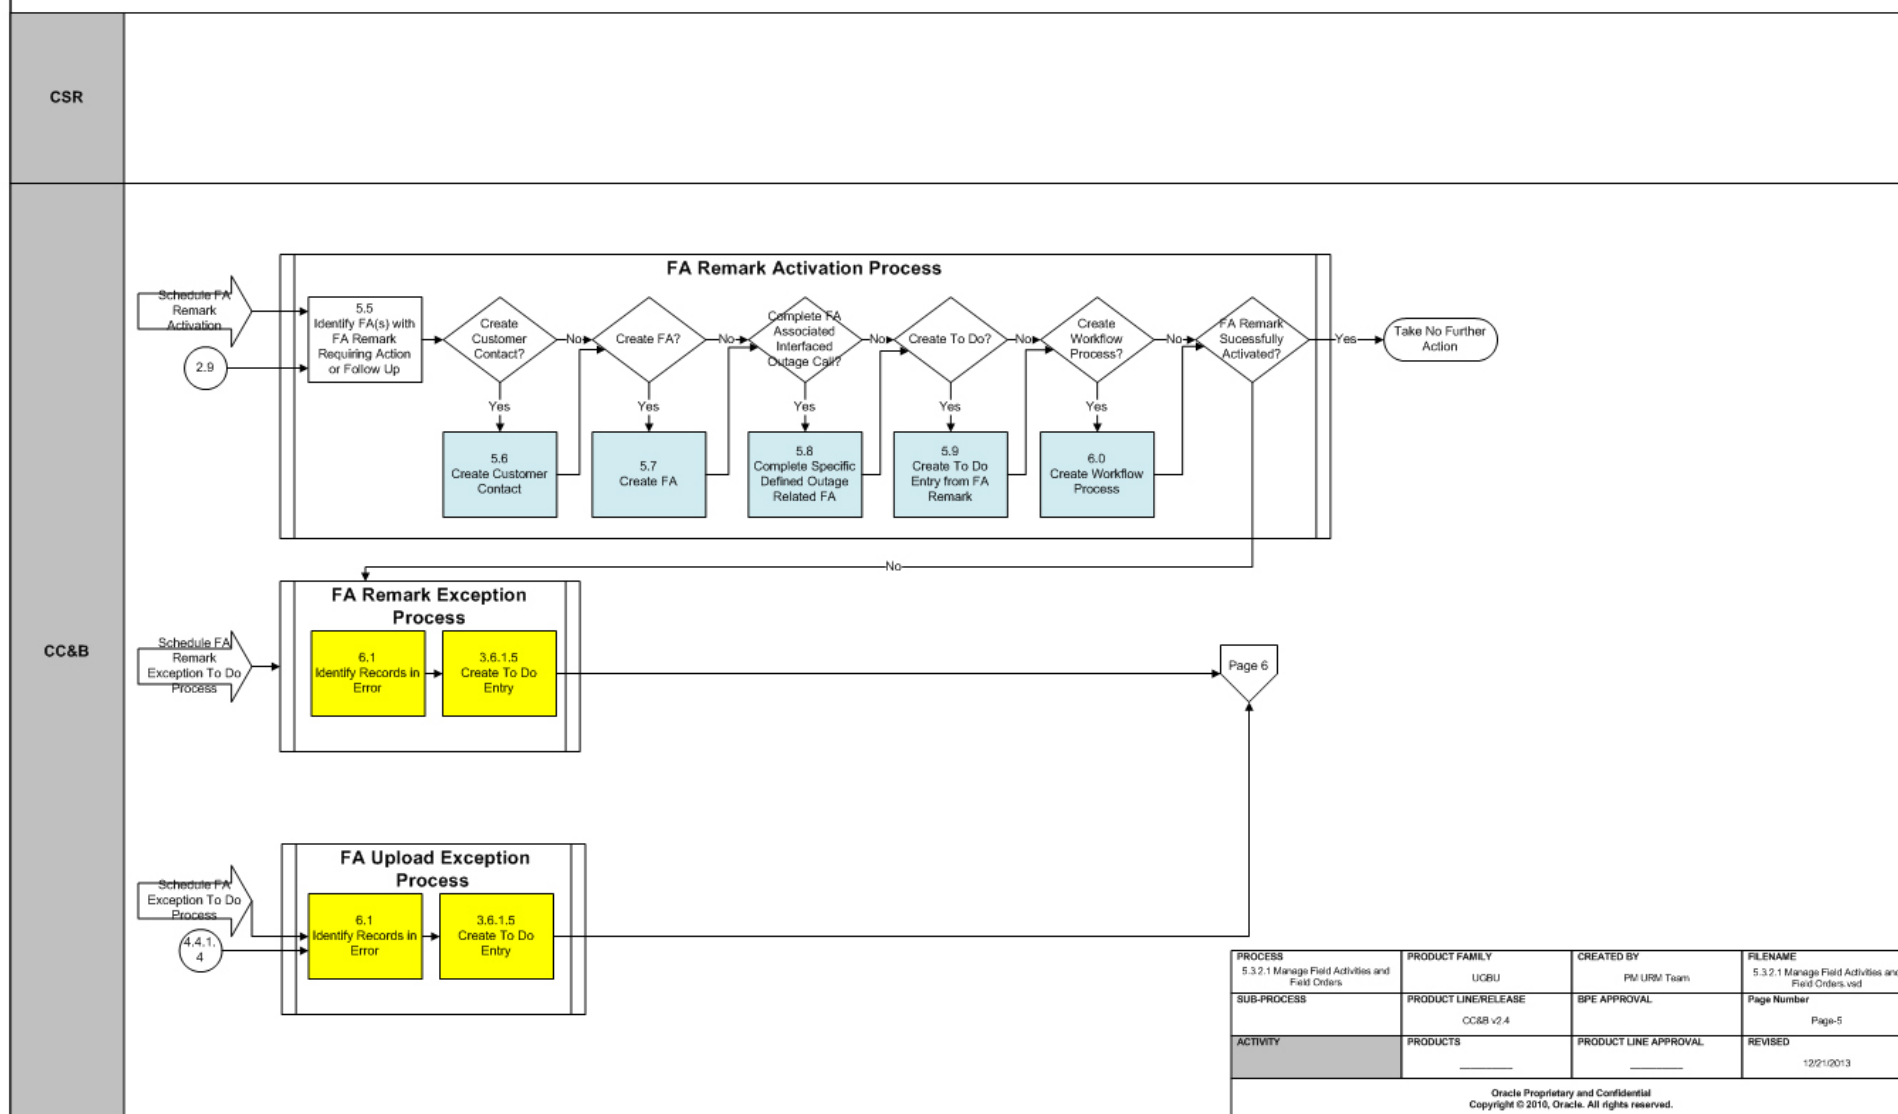 CSR
CC&B
FA Remark Activation Process
Schedule FA
Remark
Activation
2.9
5.5
Identify FA(s) with
FA Remark
Requiring Action
or Follow Up
Create
Customer
Contact?
No
Create FA?
No
Complete FA
Associated
Interfaced
Outage Call?
No
Create To Do?
No
Create
Workflow
Process?
No
FA Remark
Sucessfully
Activated?
Yes
Take No Further
Action
Yes
Yes
Yes
Yes
Yes
5.6
Create Customer
Contact
5.7
Create FA
5.8
Complete Specific
Defined Outage
Related FA
5.9
Create To Do
Entry from FA
Remark
6.0
Create Workflow
Process
No
FA Remark Exception
Process
Schedule FA
Remark
Exception To Do
Process
6.1
Identify Records in
Error
3.6.1.5
Create To Do
Entry
Page 6
FA Upload Exception
Process
Schedule FA
Exception To Do
Process
4.4.1.
4
6.1
Identify Records in
Error
3.6.1.5
Create To Do
Entry
PROCESS
5.3.2.1 Manage Field Activities and
Field Orders
PRODUCT FAMILY
UGBU
CREATED BY
PM URM Team
FILENAME
5.3.2.1 Manage Field Activities and
Field Orders.vsd
SUB-PROCESS
PRODUCT LINE/RELEASE
CC&B v2.4
BPE APPROVAL
Page Number
Page-5
ACTIVITY
PRODUCTS
PRODUCT LINE APPROVAL
REVISED
12/21/2013
Oracle Proprietary and Confidential
Copyright © 2010, Oracle. All rights reserved.